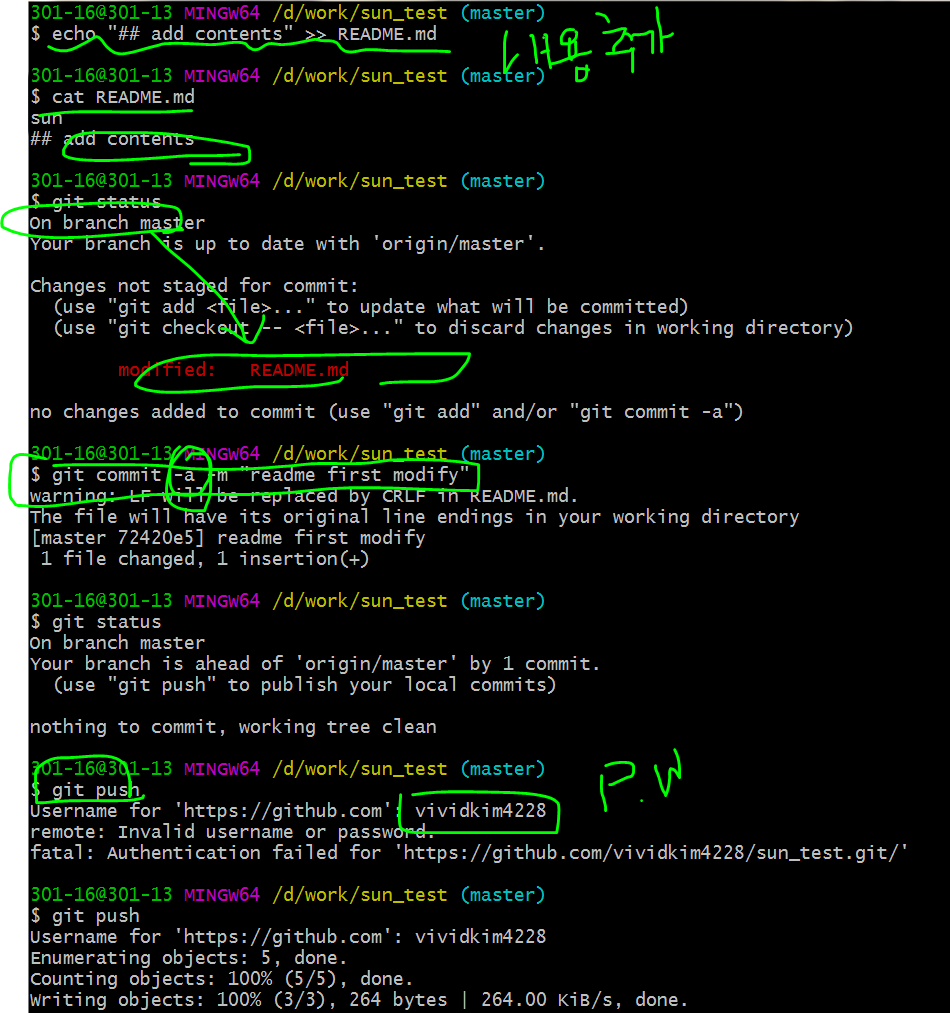 301-16@301-13 MINGW64 /d/work/sun_test (master)
$ echo "## add contents" >> README.md
내용 추가
301-16@301-13 MINGW64 /d/work/sun_test (master)
$ cat README.md
sun
## add contents
301-16@301-13 MINGW64 /d/work/sun_test (master)
$ git status
On branch master
Your branch is up to date with 'origin/master'.
Changes not staged for commit:
(use "git add <file>..." to update what will be committed)
(use "git checkout -- <file>..." to discard changes in working directory)
modified: README.md
no changes added to commit (use "git add" and/or "git commit -a")
301-16@301-13 MINGW64 /d/work/sun_test (master)
$ git commit -a -m "readme first modify"
warning: LF will be replaced by CRLF in README.md.
The file will have its original line endings in your working directory
[master 72420e5] readme first modify
1 file changed, 1 insertion(+)
301-16@301-13 MINGW64 /d/work/sun_test (master)
$ git status
On branch master
Your branch is ahead of 'origin/master' by 1 commit.
(use "git push" to publish your local commits)
nothing to commit, working tree clean
301-16@301-13 MINGW64 /d/work/sun_test (master)
$ git push
P.W
Username for 'https://github.com': vividkim4228
remote: Invalid username or password.
fatal: Authentication failed for 'https://github.com/vividkim4228/sun_test.git/'
301-16@301-13 MINGW64 /d/work/sun_test (master)
$ git push
Username for 'https://github.com': vividkim4228
Enumerating objects: 5, done.
Counting objects: 100% (5/5), done.
Writing objects: 100% (3/3), 264 bytes | 264.00 KiB/s, done.